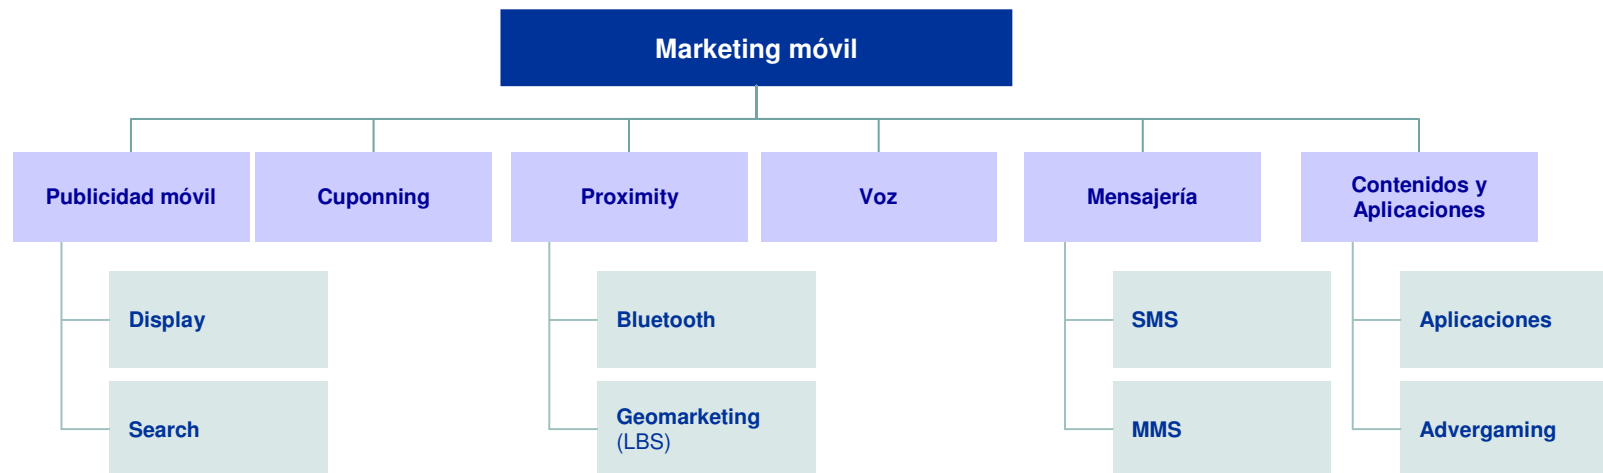 Marketing móvil
Publicidad móvil
Cuponning
Proximity
Voz
Mensajería
Contenidos y
Aplicaciones
Display
Bluetooth
SMS
Aplicaciones
Search
Geomarketing
(LBS)
MMS
Advergaming